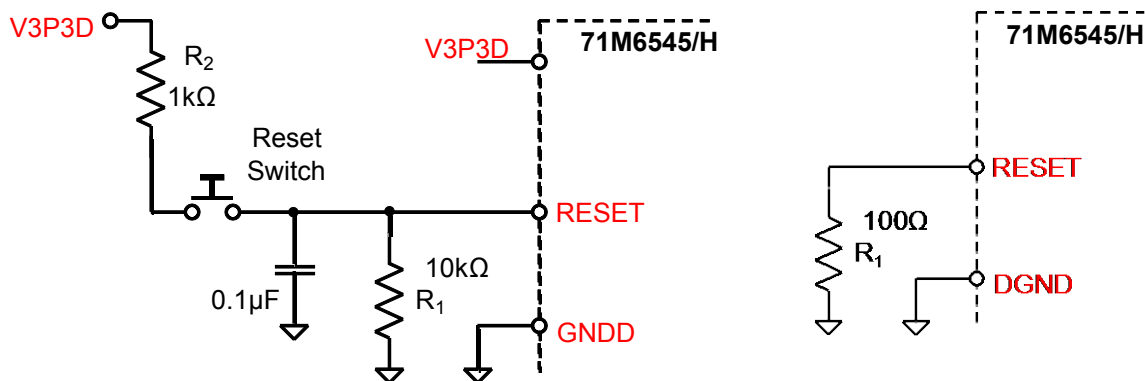 V3P3D
R2
1kΩ
Reset
Switch
0.1µF
10kΩ
R1
V3P3D
71M6545/H
RESET
GNDD
71M6545/H
RESET
100Ω
R1
DGND